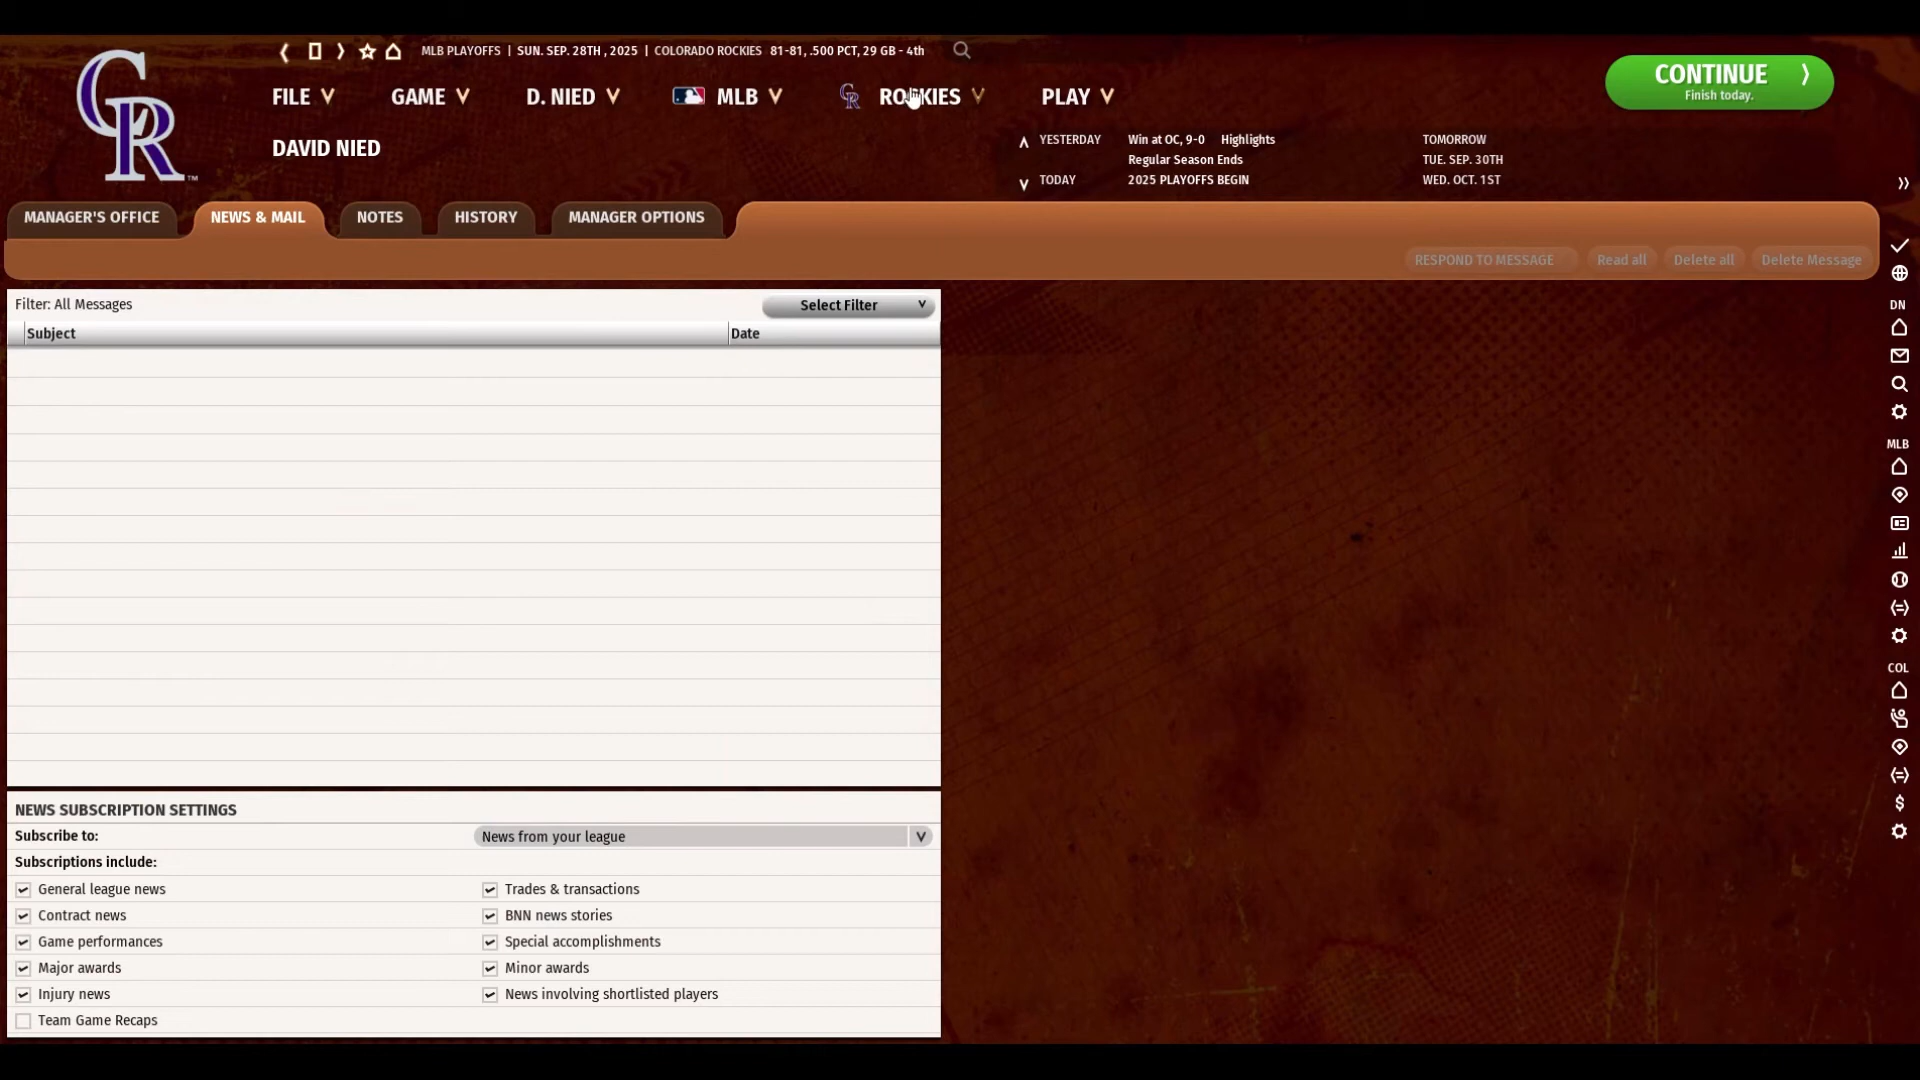 MLB PLAYOFFS | SUN. SEP. 28TH , 2025 | COLORADO ROCKIES 81-81, .500 PCT, 29 GB - 4th
FILE GAME D. NIED MLB ROCKIES PLAY
CONTINUE
Finish today.
DAVID NIED
YESTERDAY Win at OC, 9-0 Highlights TOMORROW
Regular Season Ends TUE. SEP. 30TH
TODAY 2025 PLAYOFFS BEGIN WED. OCT. 1ST
MANAGER'S OFFICE NEWS & MAIL NOTES HISTORY MANAGER OPTIONS
RESPOND TO MESSAGE Read all Delete all Delete Message
Filter: All Messages Select Filter
Subject Date
NEWS SUBSCRIPTION SETTINGS
Subscribe to: News from your league
Subscriptions include:
General league news Trades & transactions
Contract news BNN news stories
Game performances Special accomplishments
Major awards Minor awards
Injury news News involving shortlisted players
Team Game Recaps
DN
MLB
COL
CR
TM